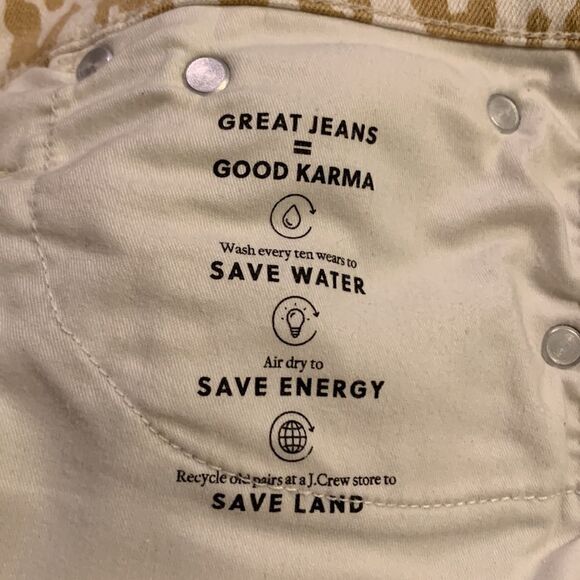 GREAT JEANS
=
GOOD KARMA
Wash every ten wears to
SAVE WATER
Air dry to
SAVE ENERGY
Recycle old pairs at a J.Crew store to
SAVE LAND